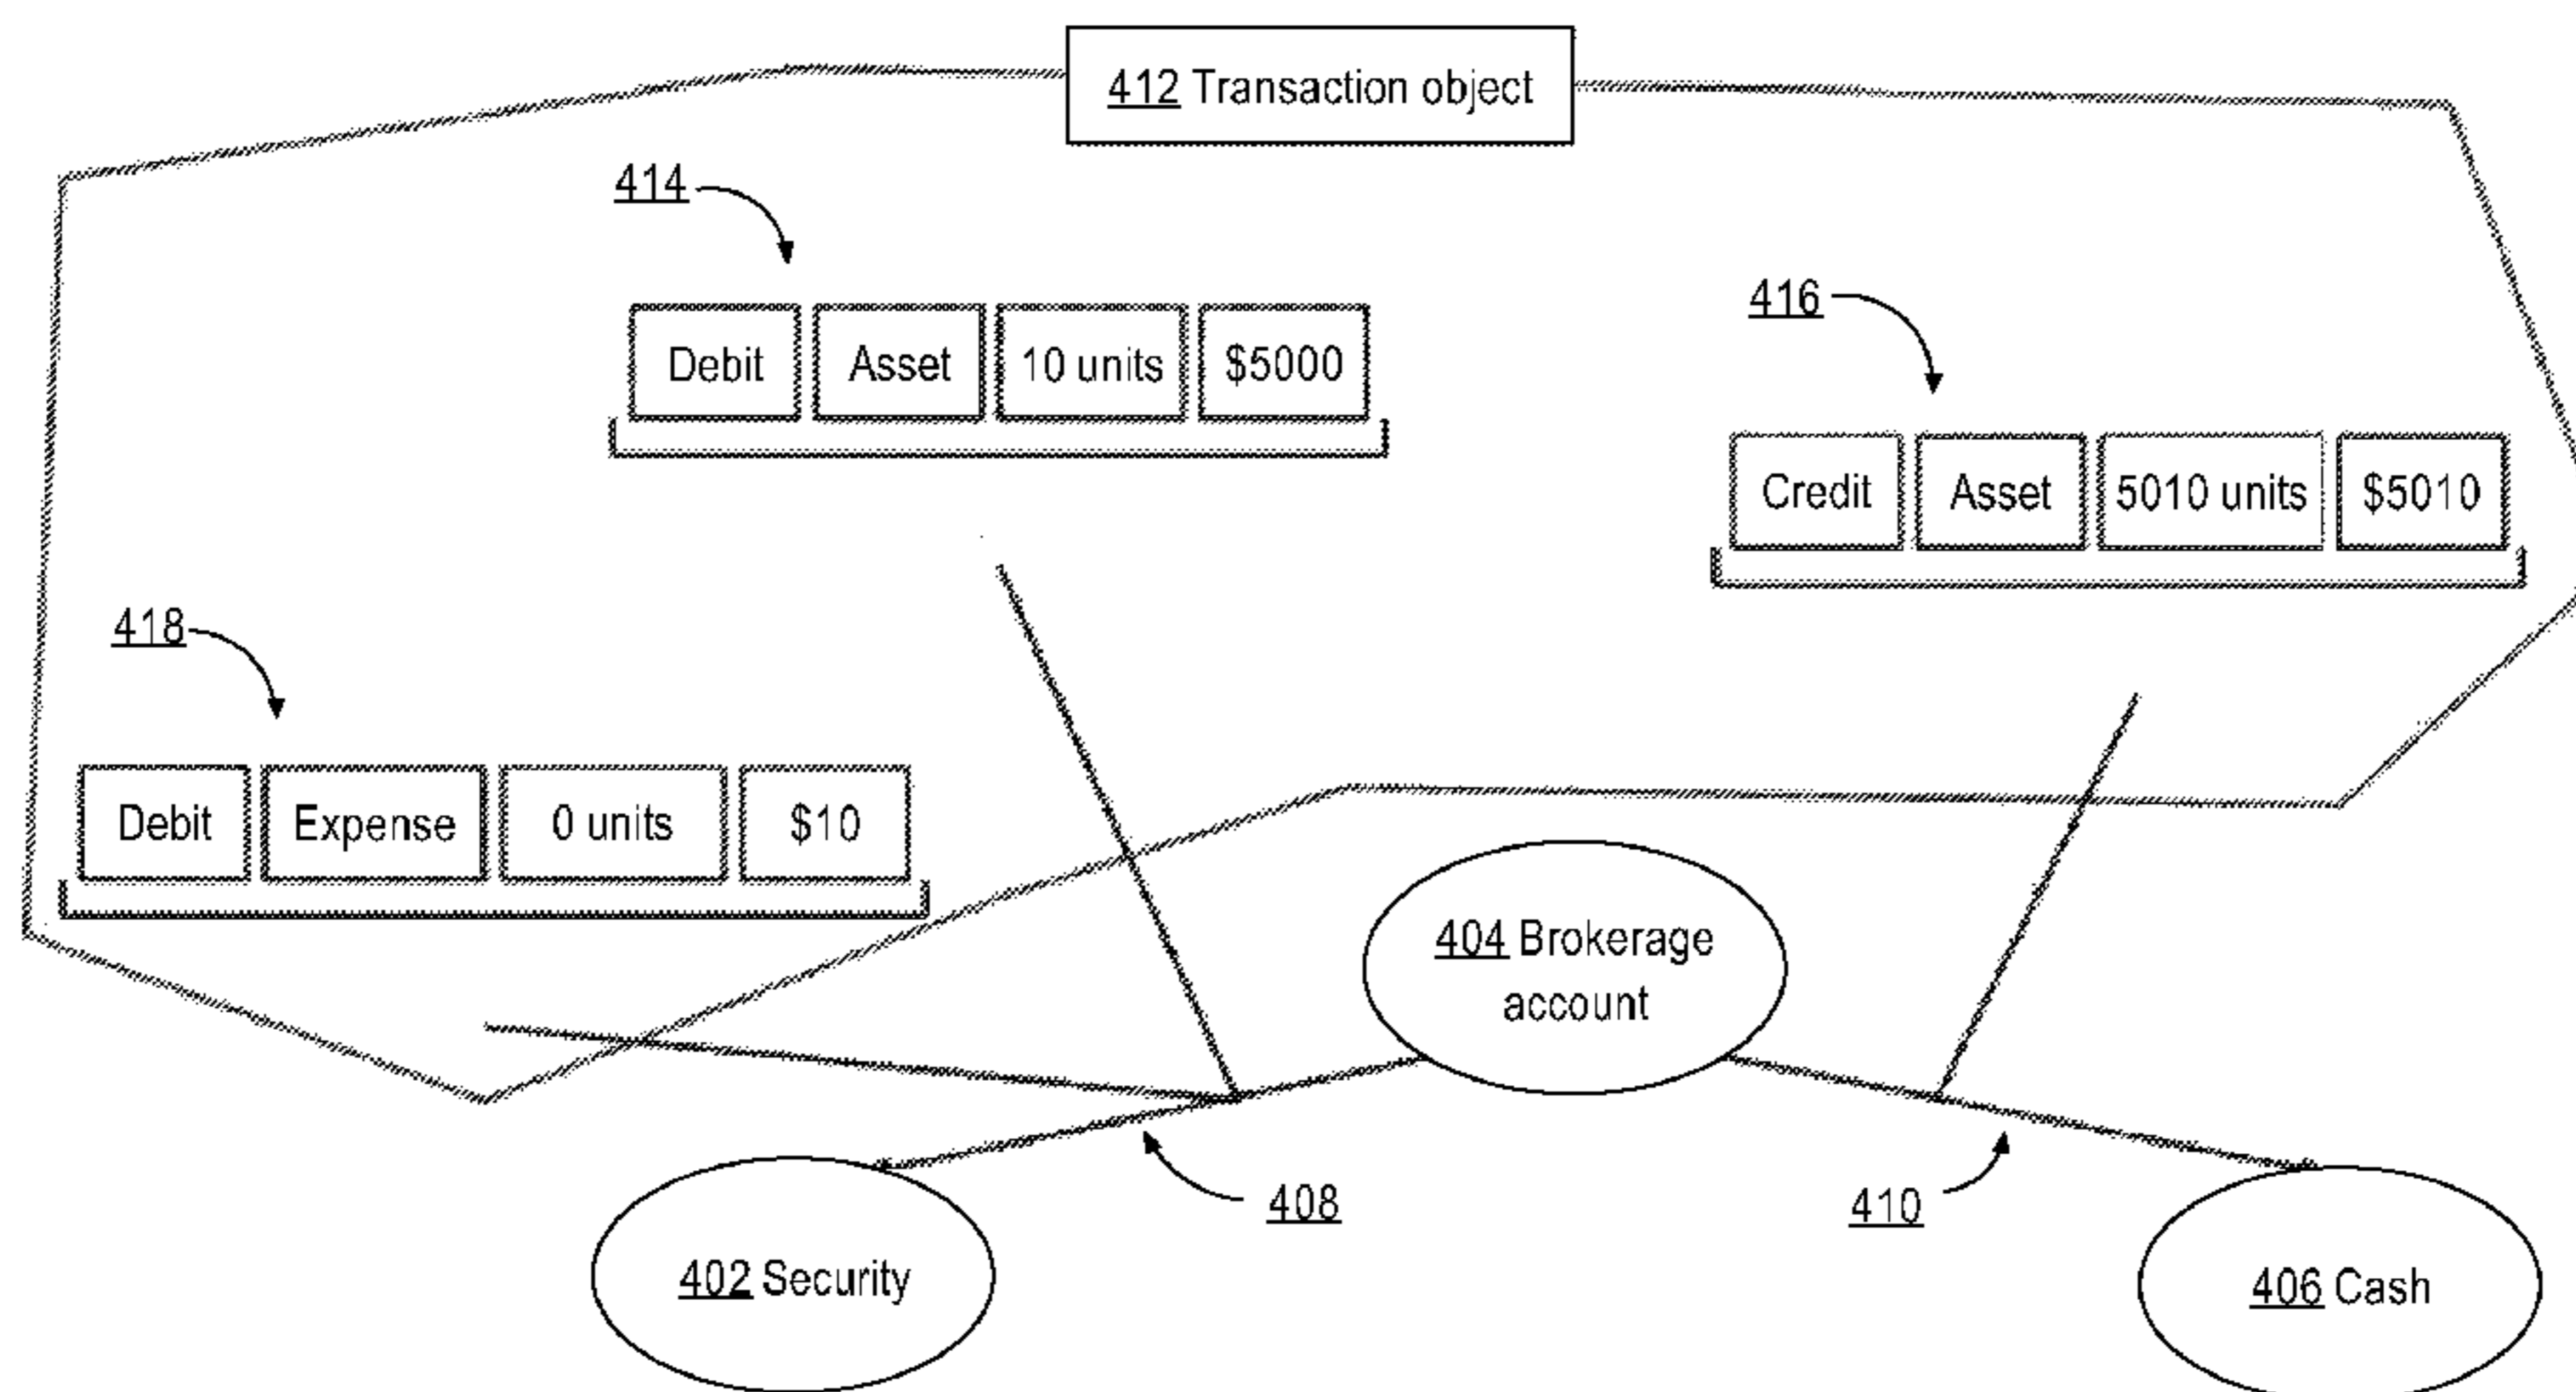 412 Transaction object
414
Debit Asset 10 units $5000
416
Credit Asset 5010 units $5010
418
Debit Expense 0 units $10
404 Brokerage
account
408
410
402 Security
406 Cash